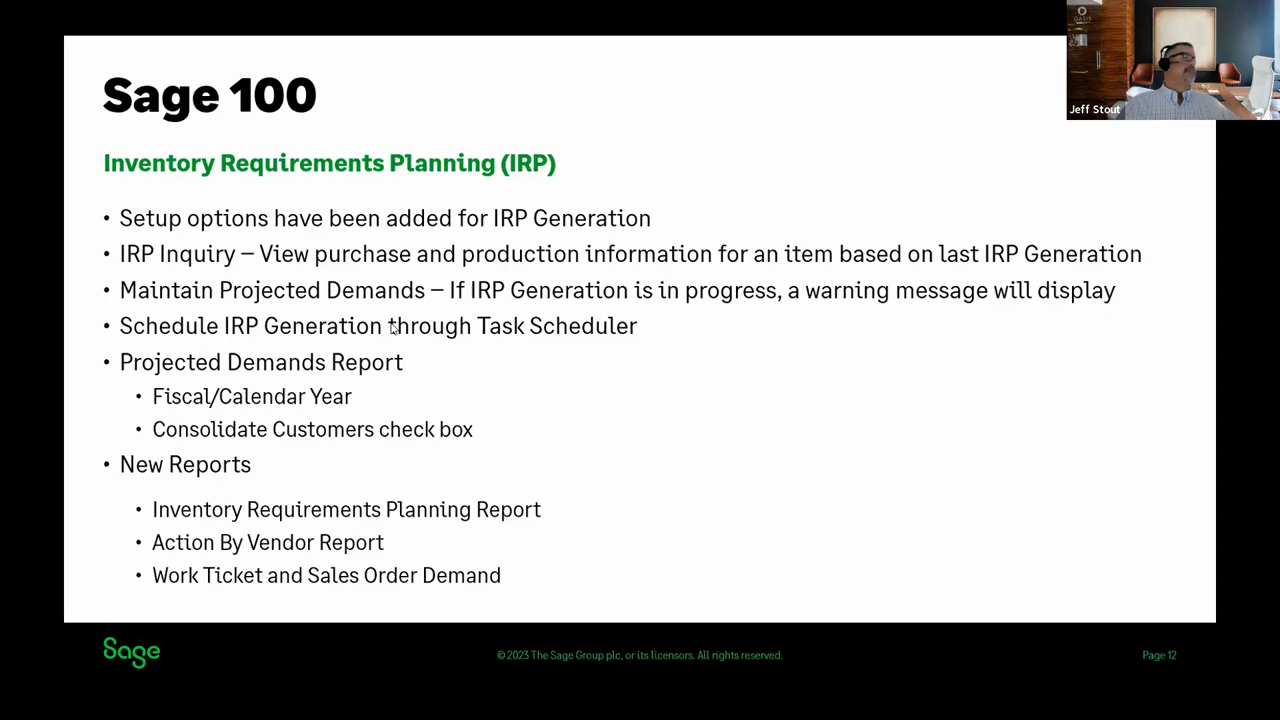 Sage 100
Inventory Requirements Planning (IRP)
• Setup options have been added for IRP Generation
• IRP Inquiry – View purchase and production information for an item based on last IRP Generation
• Maintain Projected Demands – If IRP Generation is in progress, a warning message will display
• Schedule IRP Generation through Task Scheduler
• Projected Demands Report
• Fiscal/Calendar Year
• Consolidate Customers check box
• New Reports
• Inventory Requirements Planning Report
• Action By Vendor Report
• Work Ticket and Sales Order Demand
OASIS
Jeff Stout
Sage
©2023 The Sage Group plc, or its licensors. All rights reserved.
Page 12